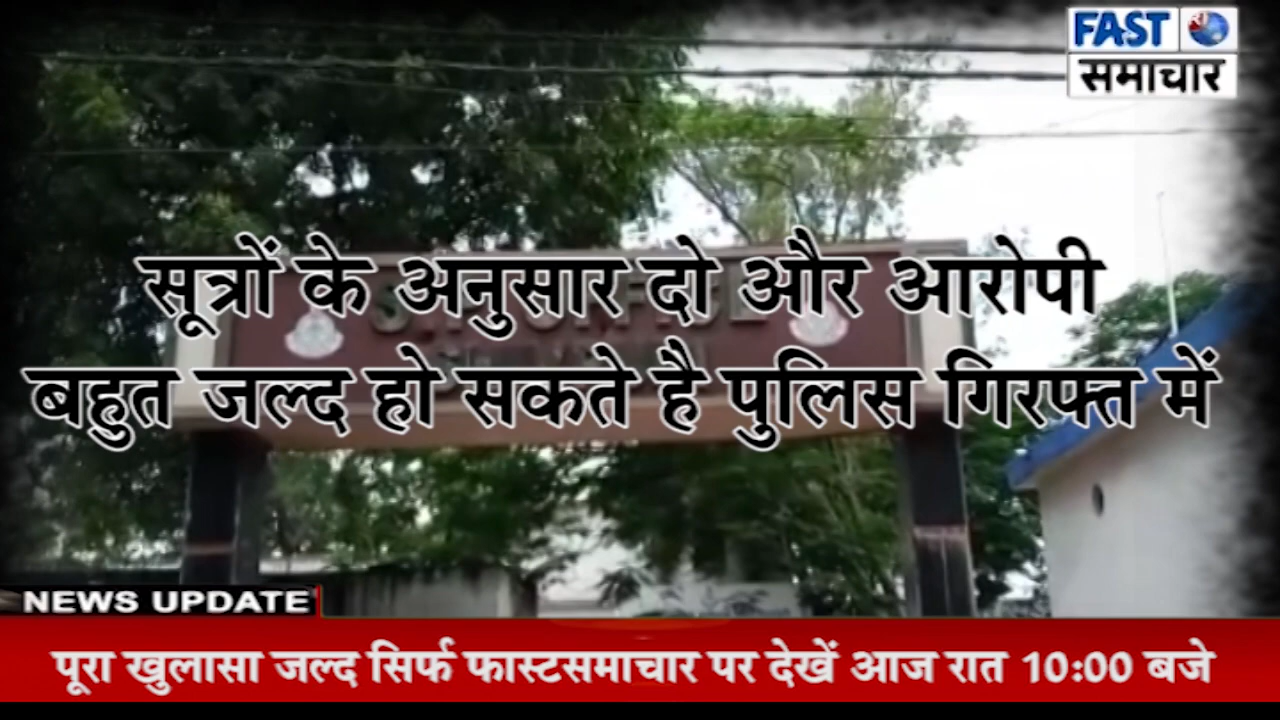 FAST
समाचार
सूत्रों के अनुसार दो और आरोपी
बहुत जल्द हो सकते है पुलिस गिरफ्त में
NEWS UPDATE
पूरा खुलासा जल्द सिर्फ फास्टसमाचार पर देखें आज रात 10:00 बजे